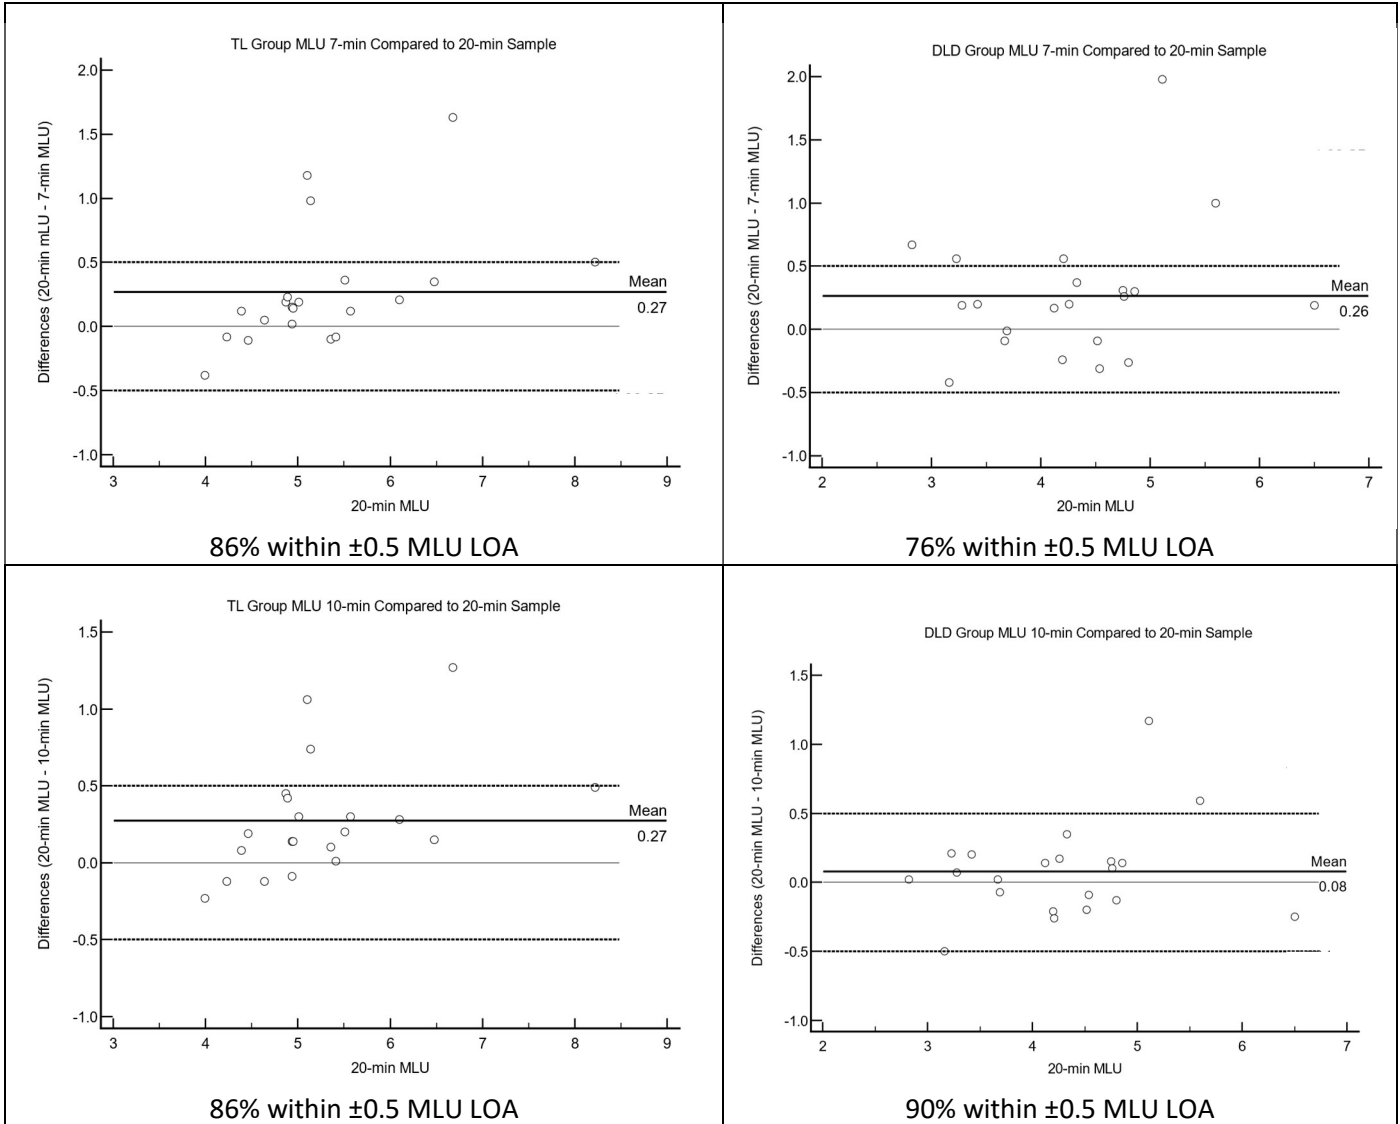 TL Group MLU 7-min Compared to 20-min Sample
Differences (20-min mLU - 7-min MLU)
2.0
1.5
1.0
0.5
0.0
-0.5
-1.0
Mean
0.27
3 4 5 6 7 8 9
20-min MLU
86% within ±0.5 MLU LOA
DLD Group MLU 7-min Compared to 20-min Sample
Differences (20-min MLU - 7-min MLU)
2.0
1.5
1.0
0.5
0.0
-0.5
-1.0
Mean
0.26
2 3 4 5 6 7
20-min MLU
76% within ±0.5 MLU LOA
TL Group MLU 10-min Compared to 20-min Sample
Differences (20-min MLU - 10-min MLU)
1.5
1.0
0.5
0.0
-0.5
-1.0
Mean
0.27
3 4 5 6 7 8 9
20-min MLU
86% within ±0.5 MLU LOA
DLD Group MLU 10-min Compared to 20-min Sample
Differences (20-min MLU - 10-min MLU)
1.5
1.0
0.5
0.0
-0.5
-1.0
Mean
0.08
2 3 4 5 6 7
20-min MLU
90% within ±0.5 MLU LOA